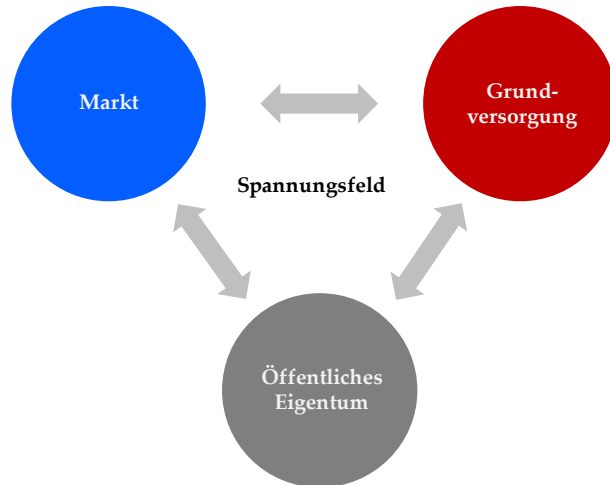 Markt
Grund-
versorgung
Spannungsfeld
Öffentliches
Eigentum